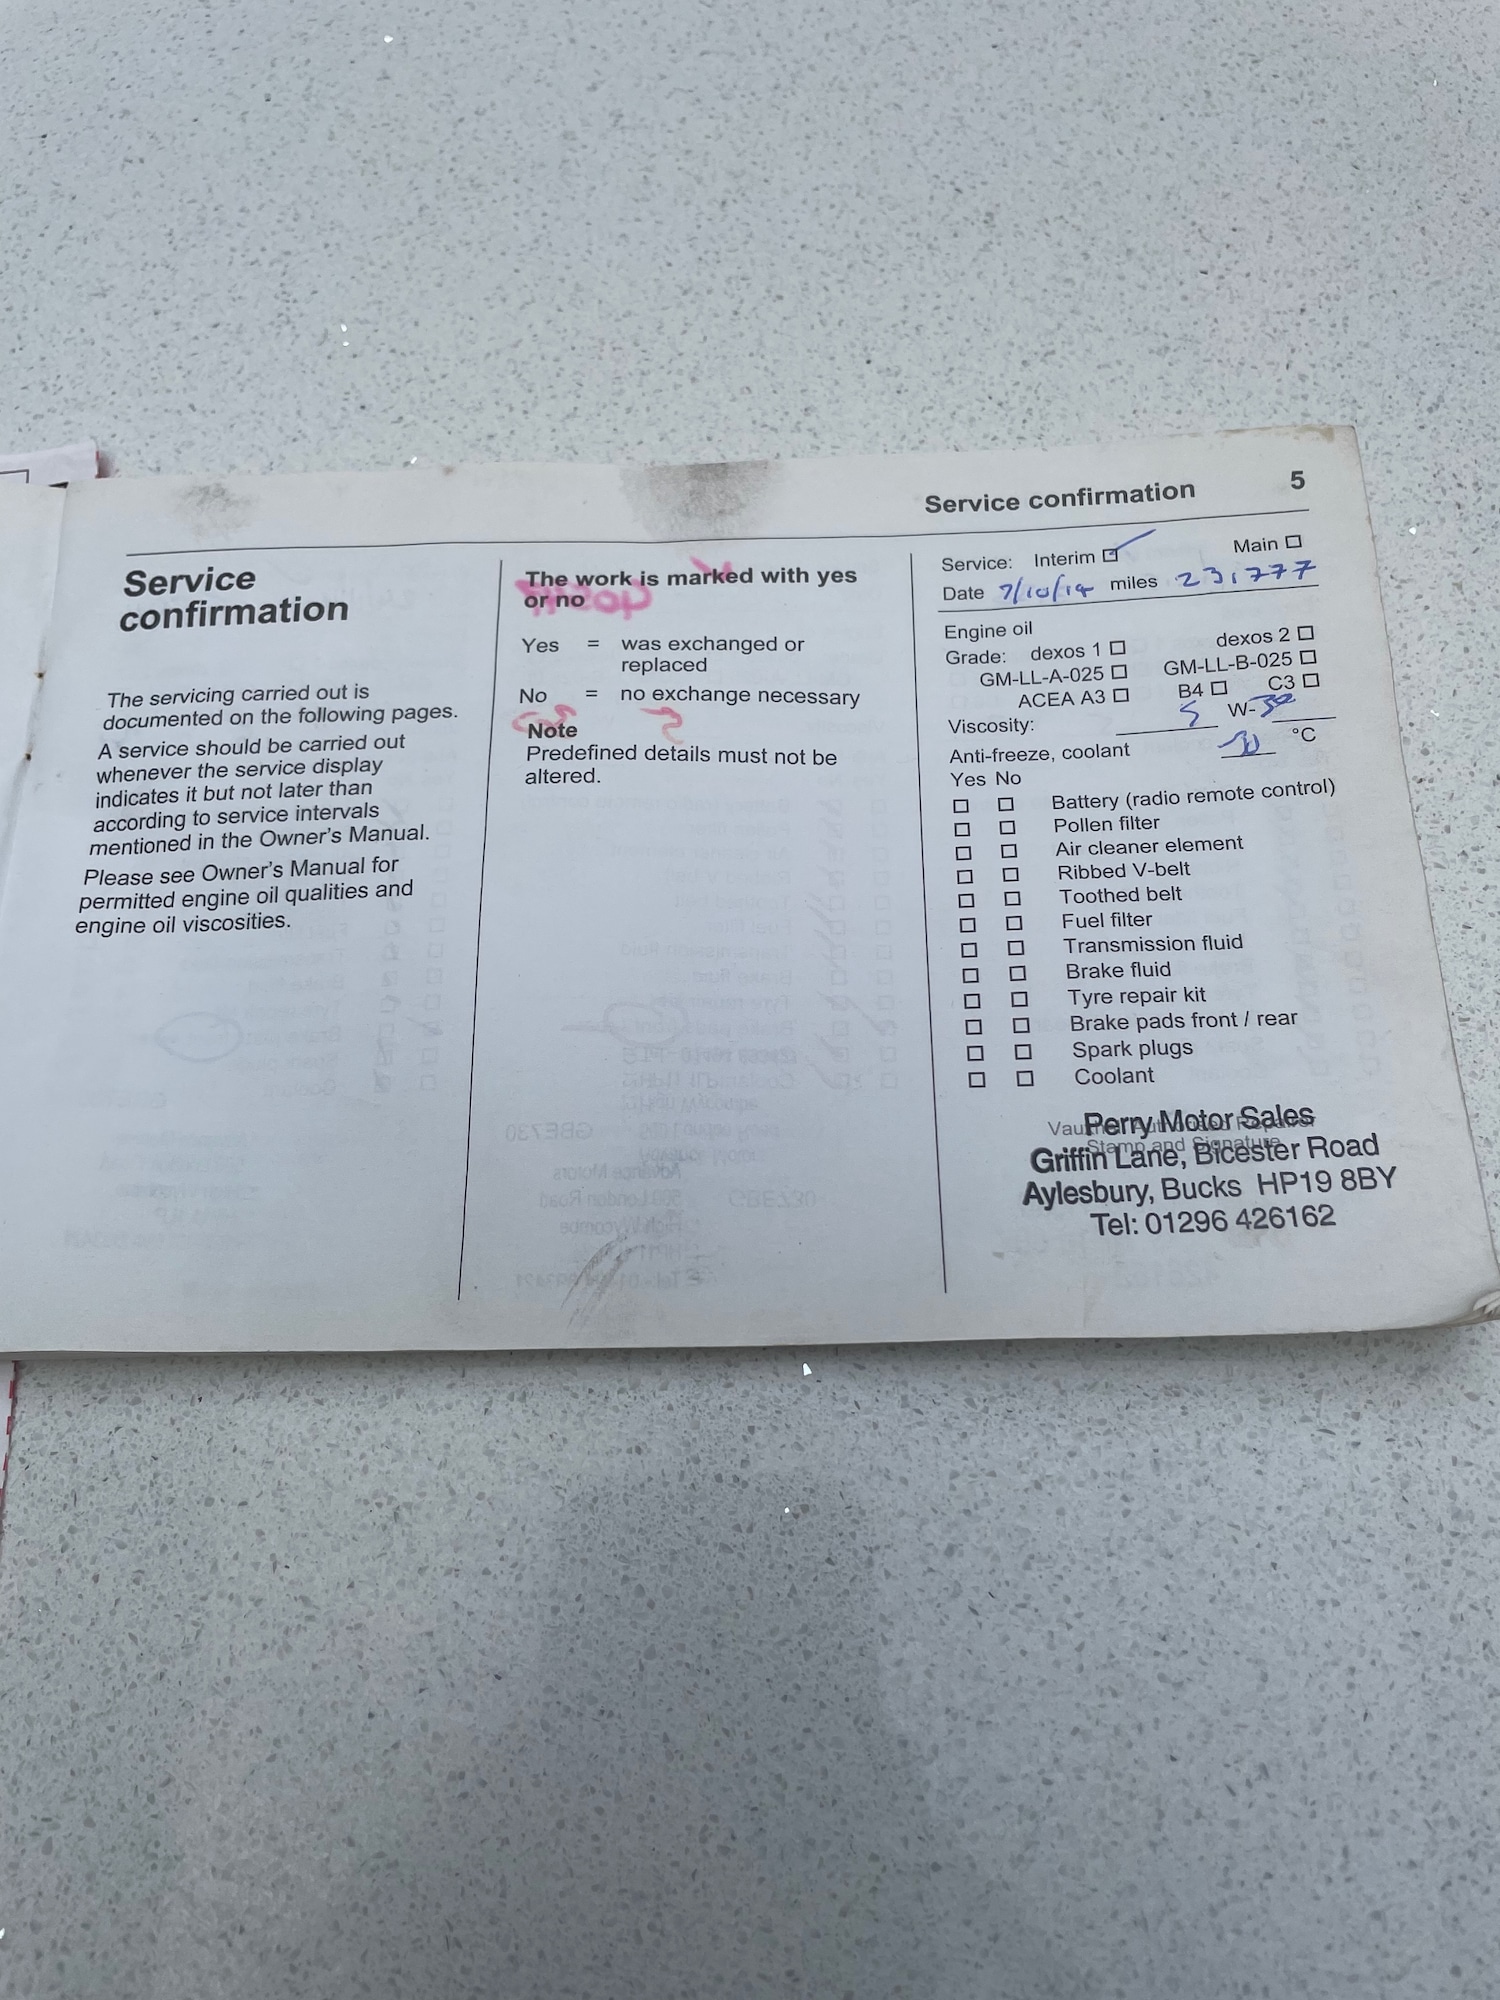 Service confirmation 5
Service
confirmation
The servicing carried out is
documented on the following pages.
A service should be carried out
whenever the service display
indicates it but not later than
according to service intervals
mentioned in the Owner's Manual.
Please see Owner's Manual for
permitted engine oil qualities and
engine oil viscosities.
The work is marked with yes
or no
Yes = was exchanged or
replaced
No = no exchange necessary
Note
Predefined details must not be
altered.
Service: Interim Main
Date 7/10/14 miles 23,777
Engine oil
Grade: dexos 1 dexos 2
GM-LL-A-025 GM-LL-B-025
ACEA A3 B4 C3
Viscosity: 5 W-30
Anti-freeze, coolant °C
Yes No
Battery (radio remote control)
Pollen filter
Air cleaner element
Ribbed V-belt
Toothed belt
Fuel filter
Transmission fluid
Brake fluid
Tyre repair kit
Brake pads front / rear
Spark plugs
Coolant
Vauxhall Authorised Repairer
Stamp and Signature
Perry Motor Sales
Griffin Lane, Bicester Road
Aylesbury, Bucks HP19 8BY
Tel: 01296 426162